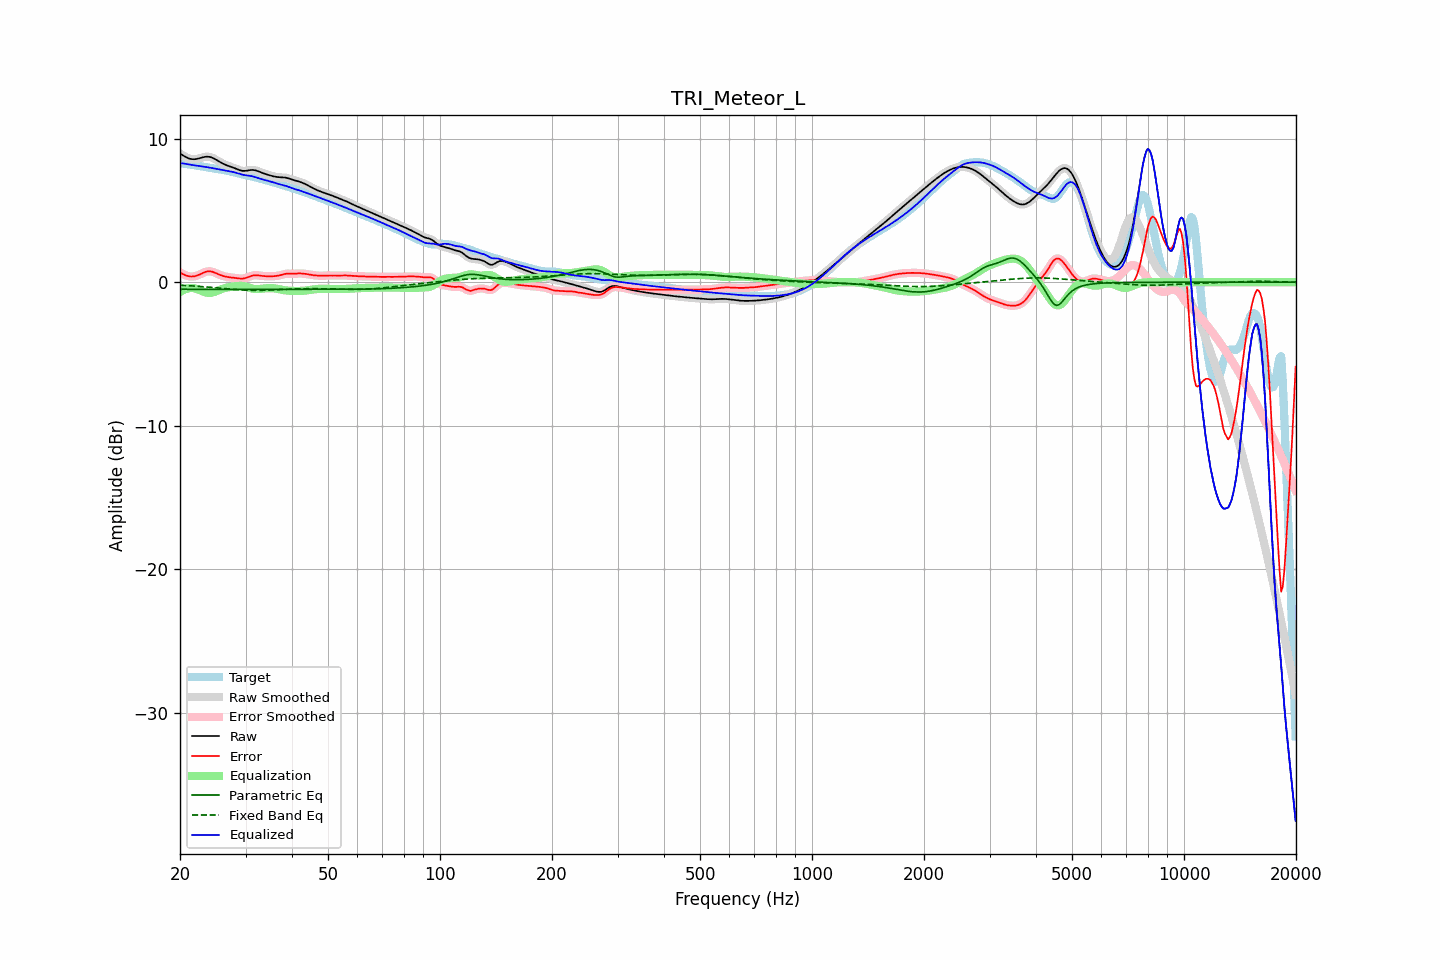 TRI_Meteor_L
10
0
−10
−20
−30
Amplitude (dBr)
Target
Raw Smoothed
Error Smoothed
Raw
Error
Equalization
Parametric Eq
Fixed Band Eq
Equalized
20 50 100 200 500 1000 2000 5000 10000 20000
Frequency (Hz)